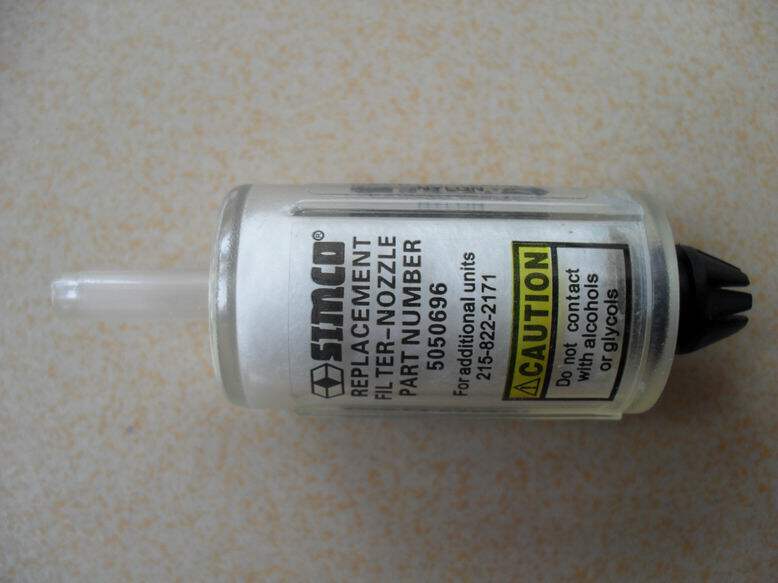 SIMCO®
REPLACEMENT
FILTER-NOZZLE
PART NUMBER
5050696
For additional units
215-822-2171
CAUTION
Do not contact
with alcohols
or glycols